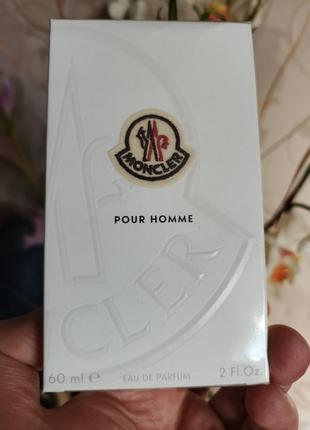 MONCLER
POUR HOMME
CLER
60 ml ℮ EAU DE PARFUM 2 Fl.Oz.